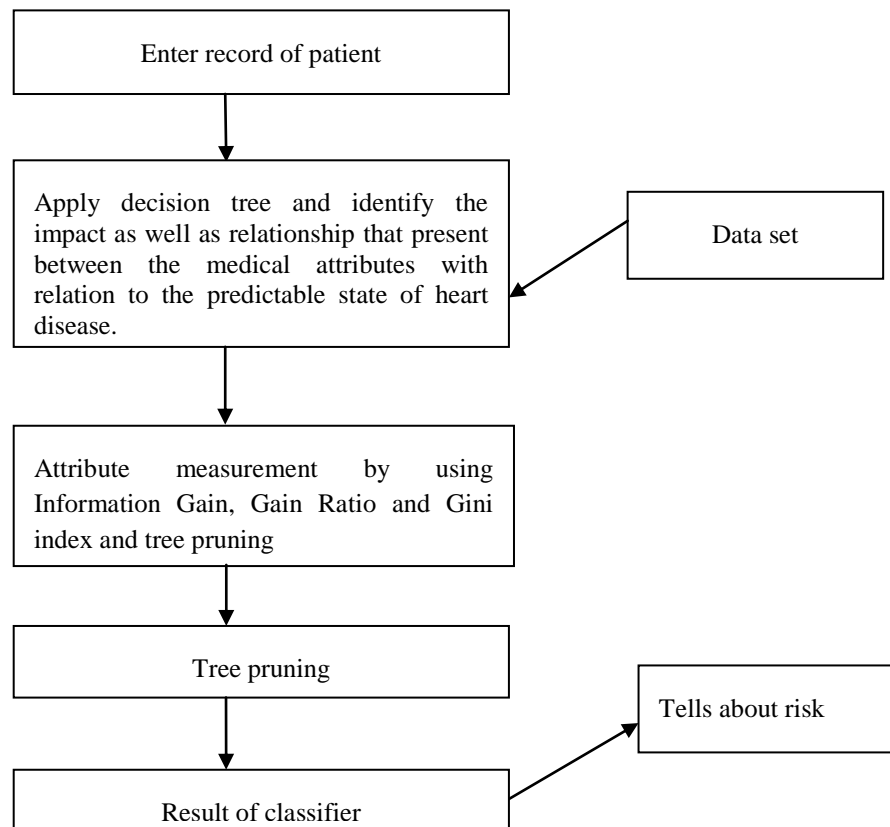 Enter record of patient
Apply decision tree and identify the
impact as well as relationship that present
between the medical attributes with
relation to the predictable state of heart
disease.
Data set
Attribute measurement by using
Information Gain, Gain Ratio and Gini
index and tree pruning
Tree pruning
Tells about risk
Result of classifier